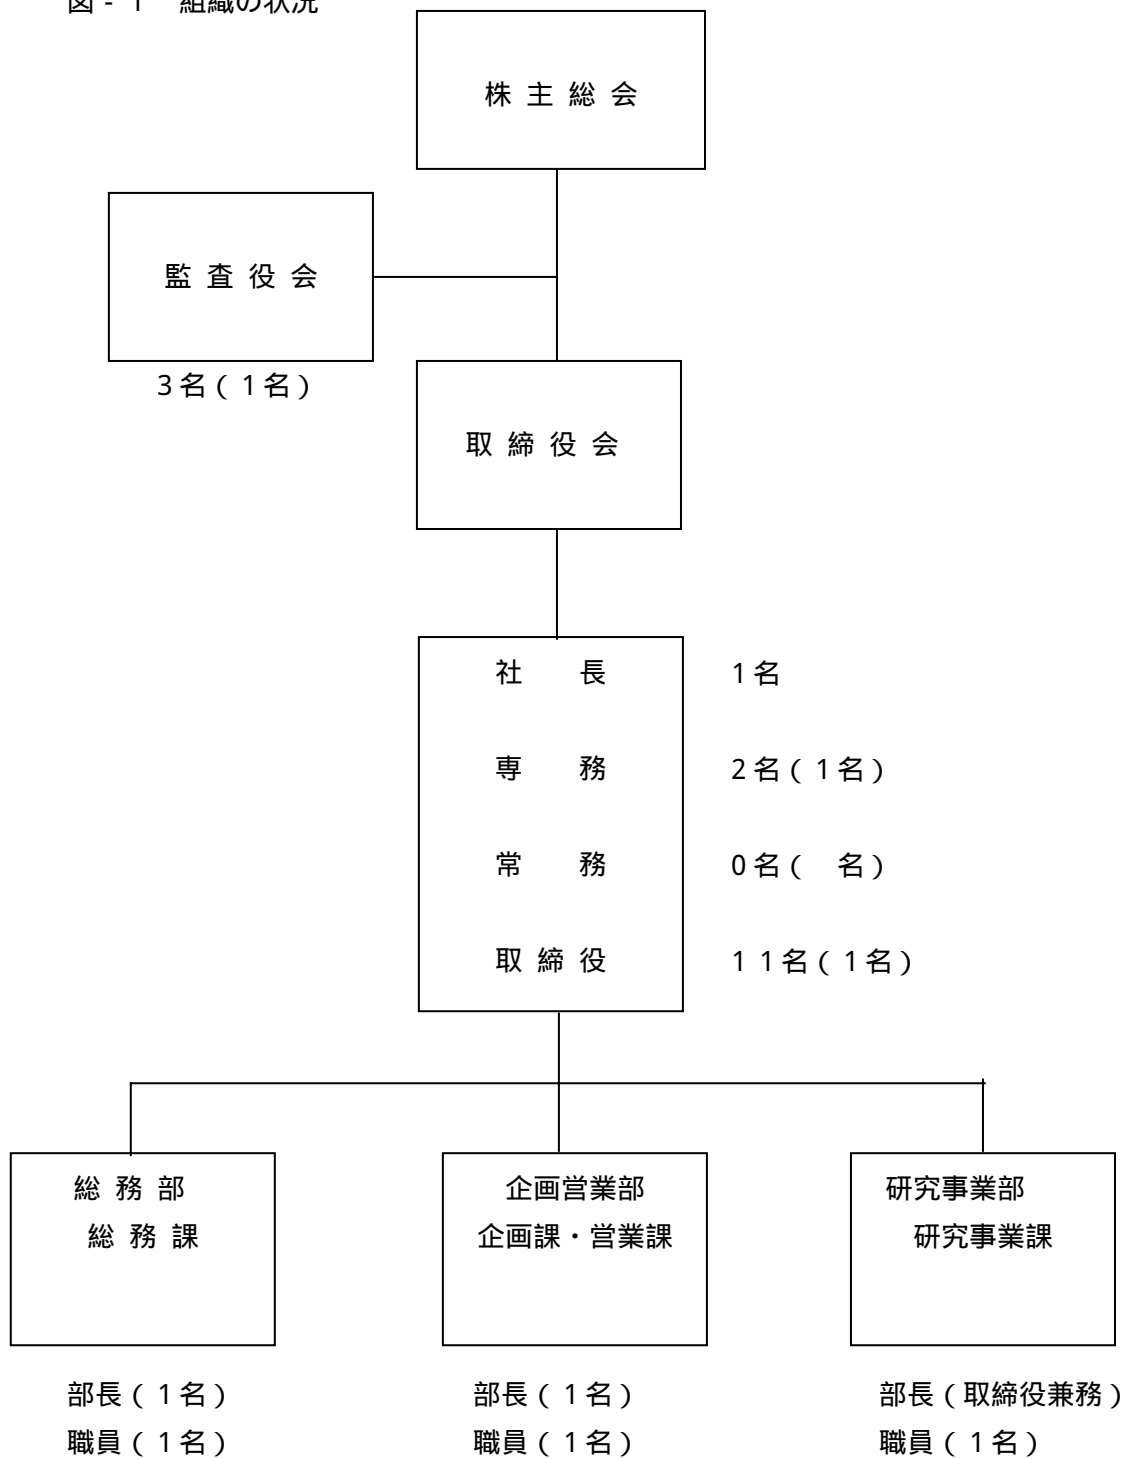 図-1 組織の状況
株 主 総 会
監 査 役 会
3名(1名)
取 締 役 会
社 長 1名
専 務 2名(1名)
常 務 0名( 名)
取 締 役 11名(1名)
総 務 部
総 務 課
部長(1名)
職員(1名)
企画営業部
企画課・営業課
部長(1名)
職員(1名)
研究事業部
研究事業課
部長(取締役兼務)
職員(1名)